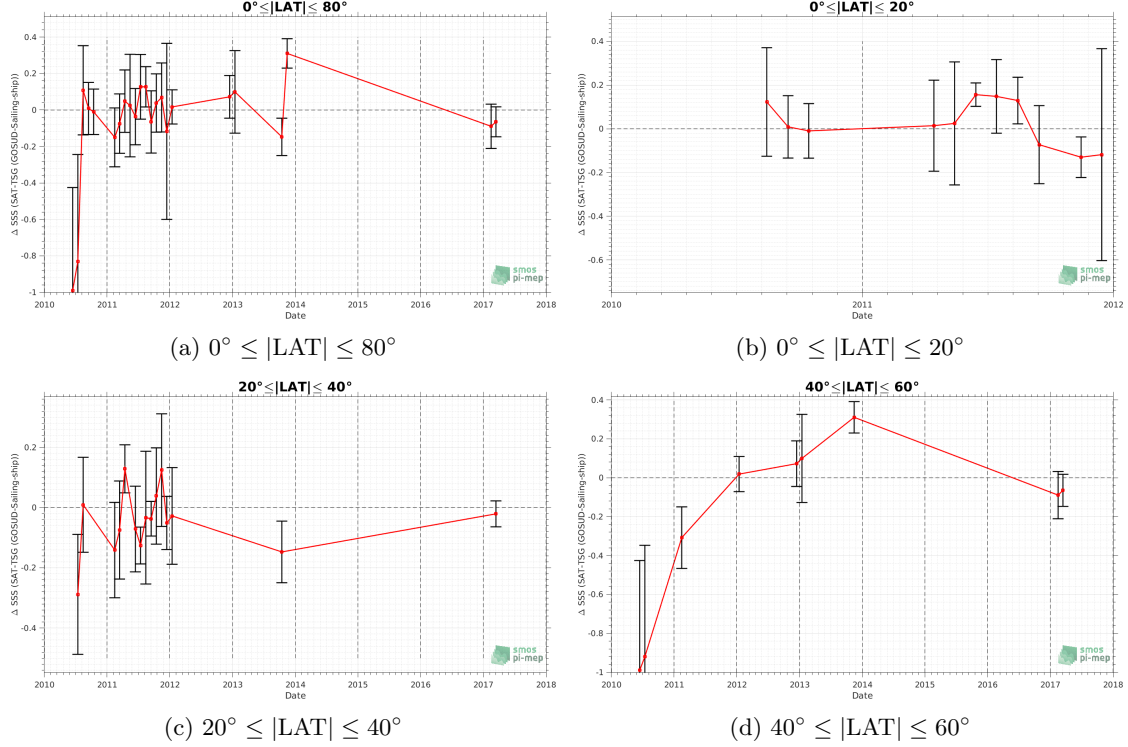 0°≤|LAT|≤ 80°
0.4
0.2
0
-0.2
-0.4
-0.6
-0.8
-1
Δ SSS (SAT-TSG (GOSUD-Sailing-ship))
2010 2011 2012 2013 2014 2015 2016 2017 2018
Date
smos
pi-mep
(a) 0° ≤ |LAT| ≤ 80°
0°≤|LAT|≤ 20°
0.4
0.2
0
-0.2
-0.4
-0.6
Δ SSS (SAT-TSG (GOSUD-Sailing-ship))
2010 2011 2012
Date
smos
pi-mep
(b) 0° ≤ |LAT| ≤ 20°
20°≤|LAT|≤ 40°
0.2
0
-0.2
-0.4
Δ SSS (SAT-TSG (GOSUD-Sailing-ship))
2010 2011 2012 2013 2014 2015 2016 2017 2018
Date
smos
pi-mep
(c) 20° ≤ |LAT| ≤ 40°
40°≤|LAT|≤ 60°
0.4
0.2
0
-0.2
-0.4
-0.6
-0.8
-1
Δ SSS (SAT-TSG (GOSUD-Sailing-ship))
2010 2011 2012 2013 2014 2015 2016 2017 2018
Date
smos
pi-mep
(d) 40° ≤ |LAT| ≤ 60°